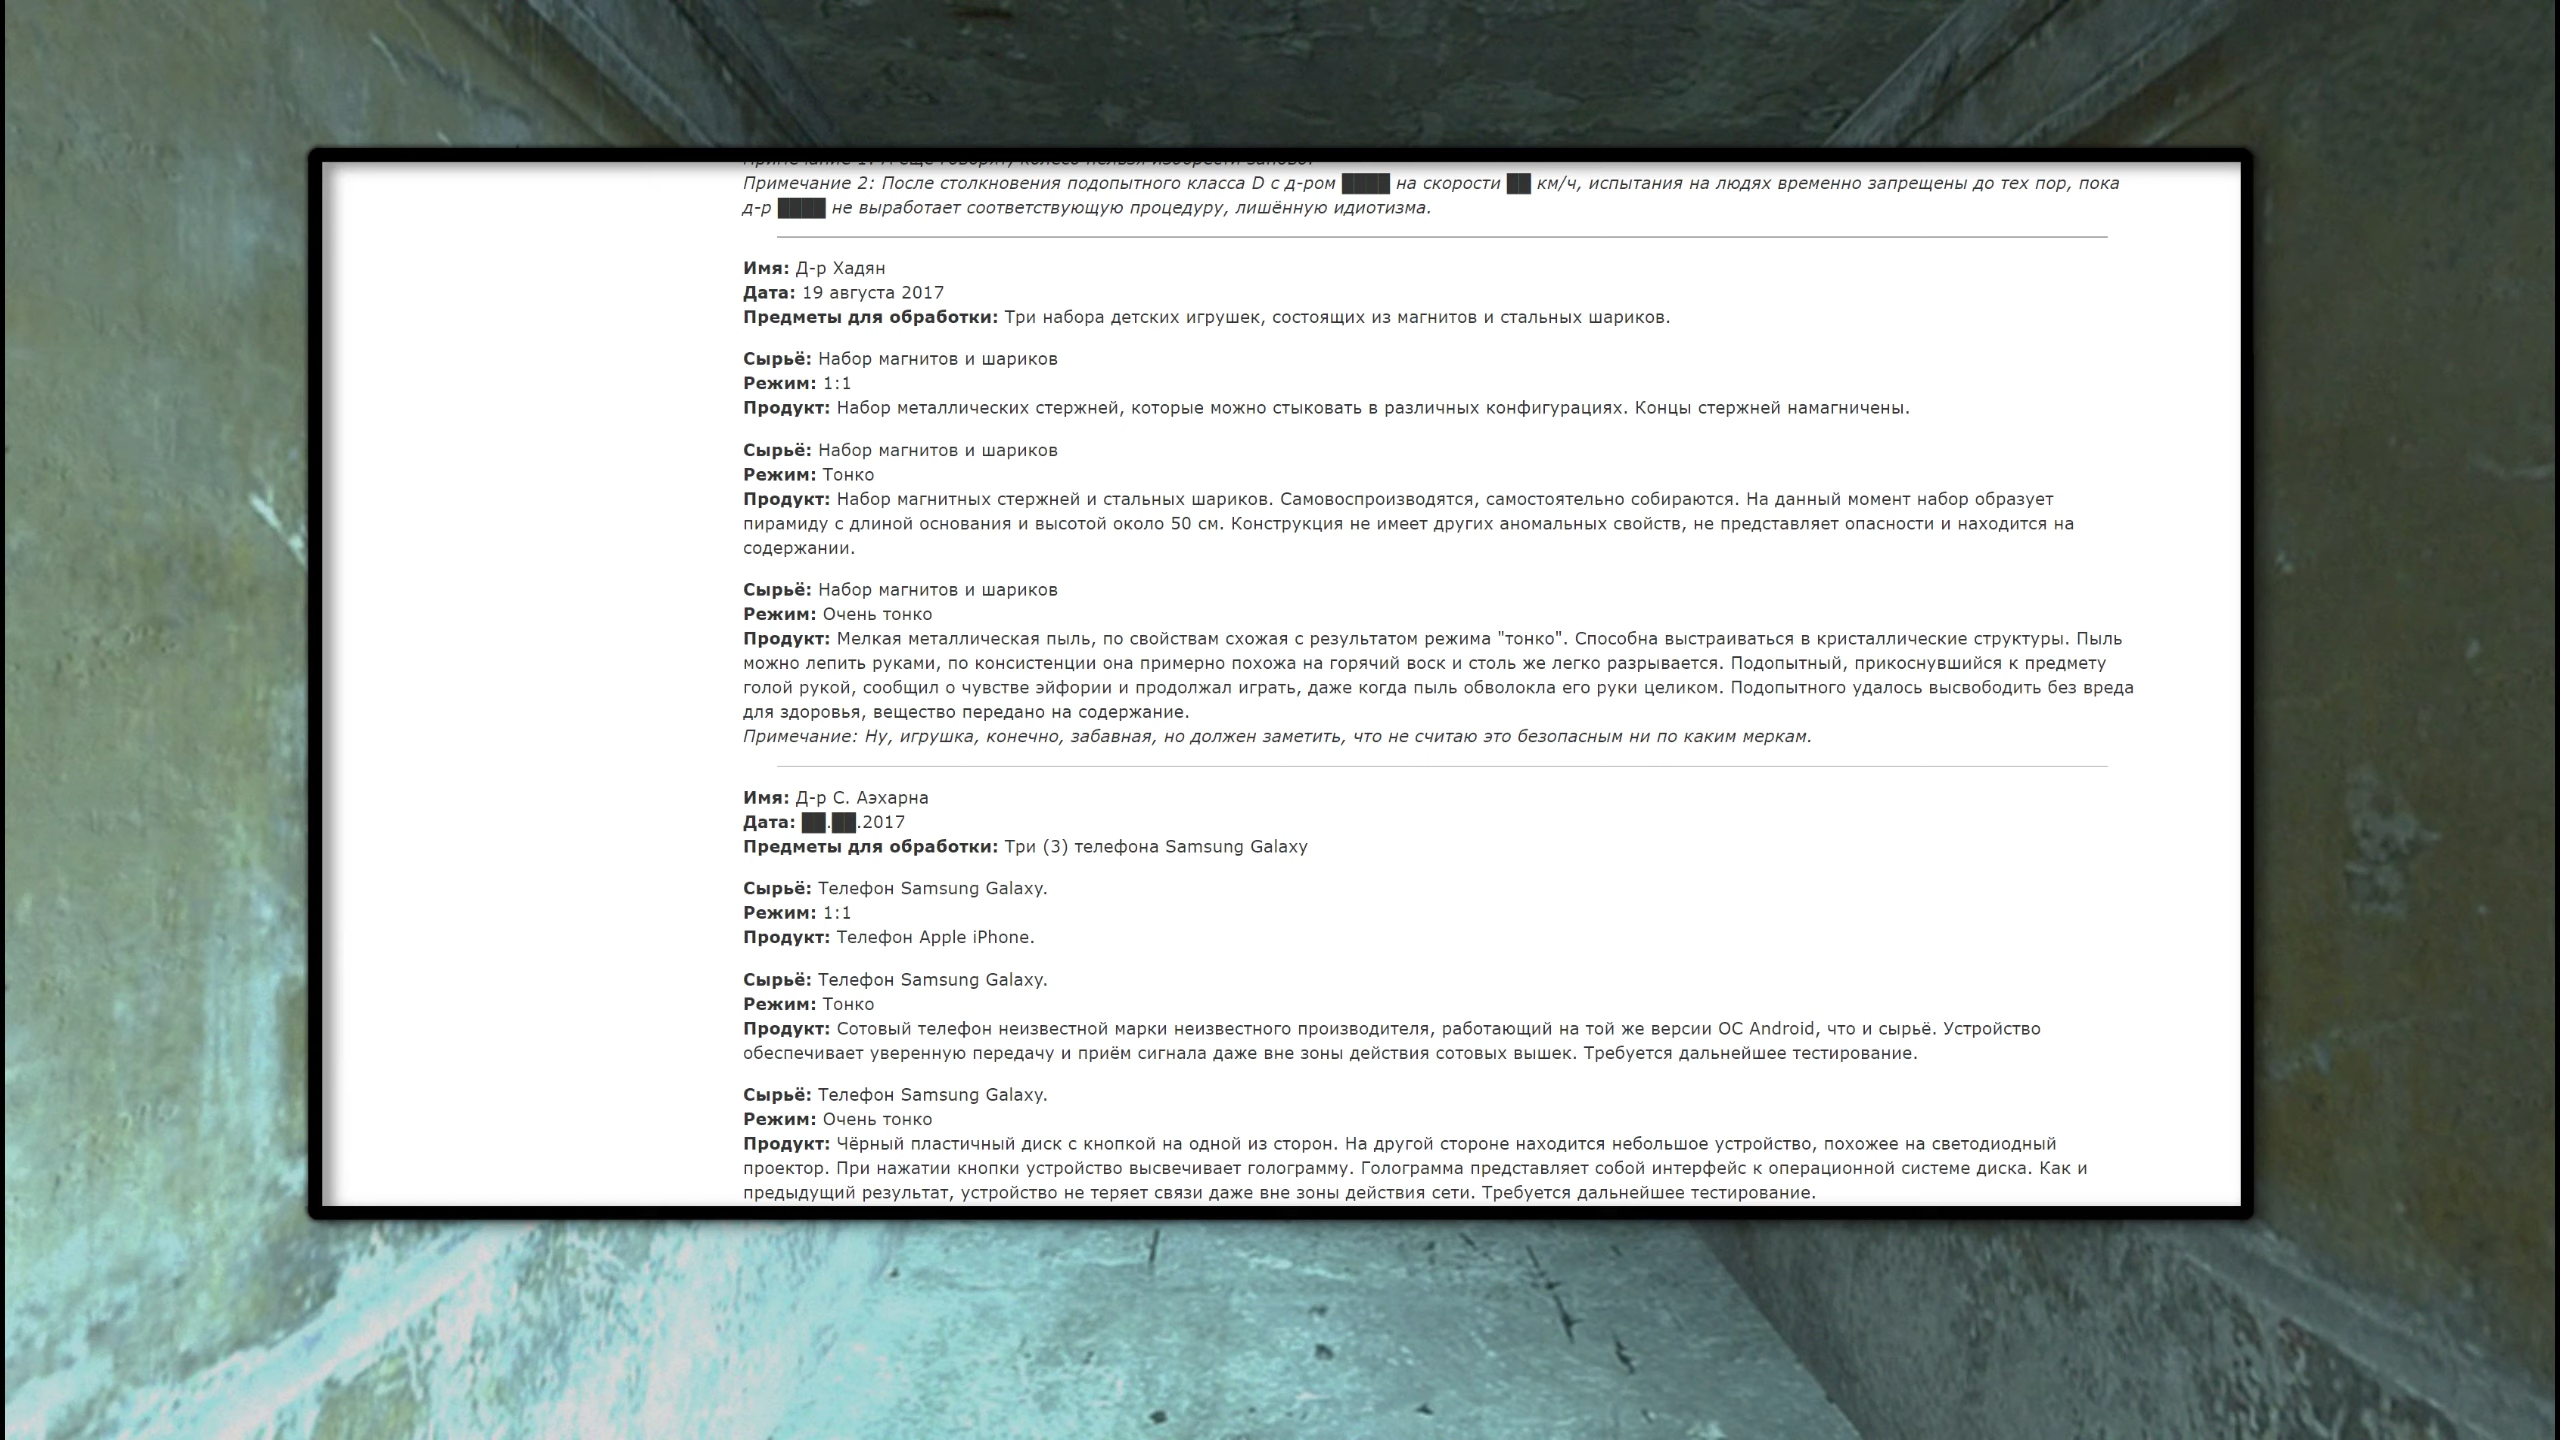 Примечание 1: А ещё говорят, колесо нельзя изобрести заново.
Примечание 2: После столкновения подопытного класса D с д-ром ████ на скорости ██ км/ч, испытания на людях временно запрещены до тех пор, пока
д-р ████ не выработает соответствующую процедуру, лишённую идиотизма.
Имя: Д-р Хадян
Дата: 19 августа 2017
Предметы для обработки: Три набора детских игрушек, состоящих из магнитов и стальных шариков.
Сырьё: Набор магнитов и шариков
Режим: 1:1
Продукт: Набор металлических стержней, которые можно стыковать в различных конфигурациях. Концы стержней намагничены.
Сырьё: Набор магнитов и шариков
Режим: Тонко
Продукт: Набор магнитных стержней и стальных шариков. Самовоспроизводятся, самостоятельно собираются. На данный момент набор образует
пирамиду с длиной основания и высотой около 50 см. Конструкция не имеет других аномальных свойств, не представляет опасности и находится на
содержании.
Сырьё: Набор магнитов и шариков
Режим: Очень тонко
Продукт: Мелкая металлическая пыль, по свойствам схожая с результатом режима "тонко". Способна выстраиваться в кристаллические структуры. Пыль
можно лепить руками, по консистенции она примерно похожа на горячий воск и столь же легко разрывается. Подопытный, прикоснувшийся к предмету
голой рукой, сообщил о чувстве эйфории и продолжал играть, даже когда пыль обволокла его руки целиком. Подопытного удалось высвободить без вреда
для здоровья, вещество передано на содержание.
Примечание: Ну, игрушка, конечно, забавная, но должен заметить, что не считаю это безопасным ни по каким меркам.
Имя: Д-р С. Аэхарна
Дата: ██.██.2017
Предметы для обработки: Три (3) телефона Samsung Galaxy
Сырьё: Телефон Samsung Galaxy.
Режим: 1:1
Продукт: Телефон Apple iPhone.
Сырьё: Телефон Samsung Galaxy.
Режим: Тонко
Продукт: Сотовый телефон неизвестной марки неизвестного производителя, работающий на той же версии ОС Android, что и сырьё. Устройство
обеспечивает уверенную передачу и приём сигнала даже вне зоны действия сотовых вышек. Требуется дальнейшее тестирование.
Сырьё: Телефон Samsung Galaxy.
Режим: Очень тонко
Продукт: Чёрный пластичный диск с кнопкой на одной из сторон. На другой стороне находится небольшое устройство, похожее на светодиодный
проектор. При нажатии кнопки устройство высвечивает голограмму. Голограмма представляет собой интерфейс к операционной системе диска. Как и
предыдущий результат, устройство не теряет связи даже вне зоны действия сети. Требуется дальнейшее тестирование.